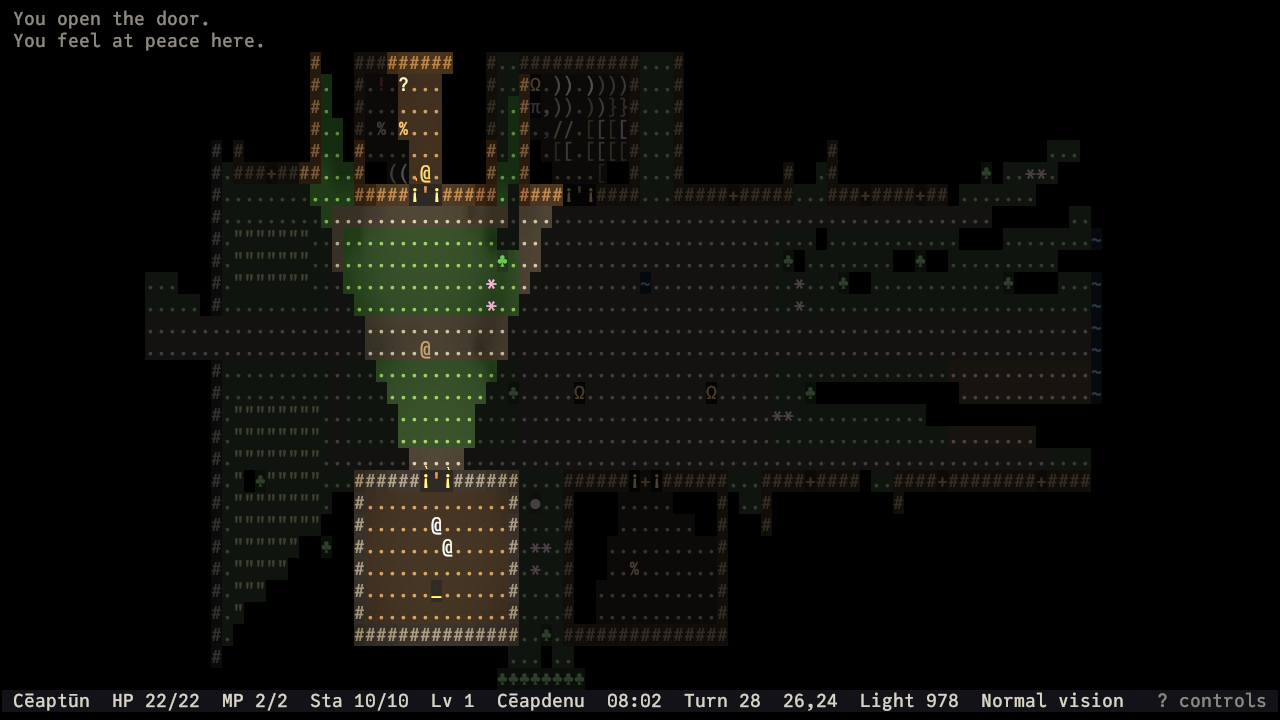 You open the door.
You feel at peace here.
Cēaptūn HP 22/22 MP 2/2 Sta 10/10 Lv 1 Cēapdenu 08:02 Turn 28 26,24 Light 978 Normal vision ? controls